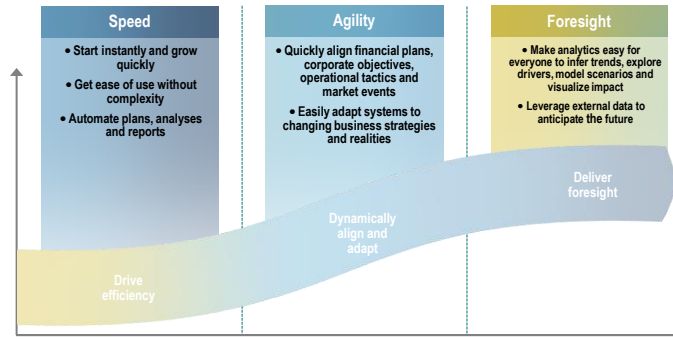 Speed
• Start instantly and grow
quickly
• Get ease of use without
complexity
• Automate plans, analyses
and reports
Agility
• Quickly align financial plans,
corporate objectives,
operational tactics and
market events
• Easily adapt systems to
changing business strategies
and realities
Foresight
• Make analytics easy for
everyone to infer trends, explore
drivers, model scenarios and
visualize impact
• Leverage external data to
anticipate the future
Drive
efficiency
Dynamically
align and
adapt
Deliver
foresight